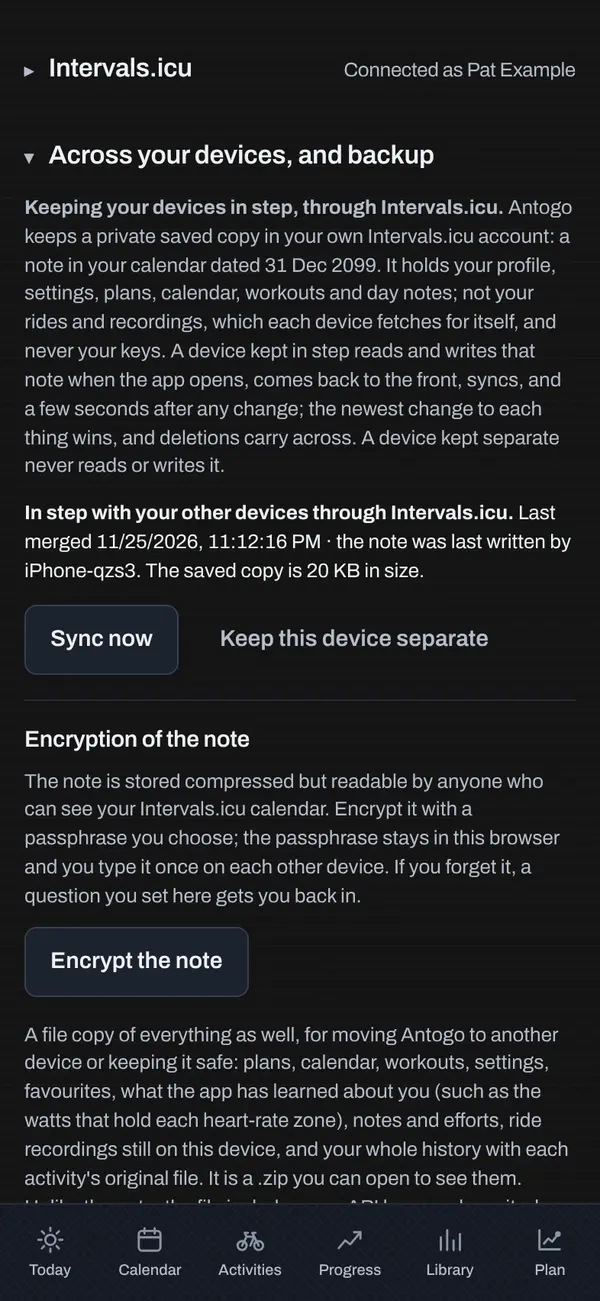 Intervals.icu
Connected as Pat Example
Across your devices, and backup
Keeping your devices in step, through Intervals.icu. Antogo
keeps a private saved copy in your own Intervals.icu account: a
note in your calendar dated 31 Dec 2099. It holds your profile,
settings, plans, calendar, workouts and day notes; not your
rides and recordings, which each device fetches for itself, and
never your keys. A device kept in step reads and writes that
note when the app opens, comes back to the front, syncs, and
a few seconds after any change; the newest change to each
thing wins, and deletions carry across. A device kept separate
never reads or writes it.
In step with your other devices through Intervals.icu. Last
merged 11/25/2026, 11:12:16 PM · the note was last written by
iPhone-qzs3. The saved copy is 20 KB in size.
Sync now
Keep this device separate
Encryption of the note
The note is stored compressed but readable by anyone who
can see your Intervals.icu calendar. Encrypt it with a
passphrase you choose; the passphrase stays in this browser
and you type it once on each other device. If you forget it, a
question you set here gets you back in.
Encrypt the note
A file copy of everything as well, for moving Antogo to another
device or keeping it safe: plans, calendar, workouts, settings,
favourites, what the app has learned about you (such as the
watts that hold each heart-rate zone), notes and efforts, ride
recordings still on this device, and your whole history with each
activity's original file. It is a .zip you can open to see them.
Today
Calendar
Activities
Progress
Library
Plan